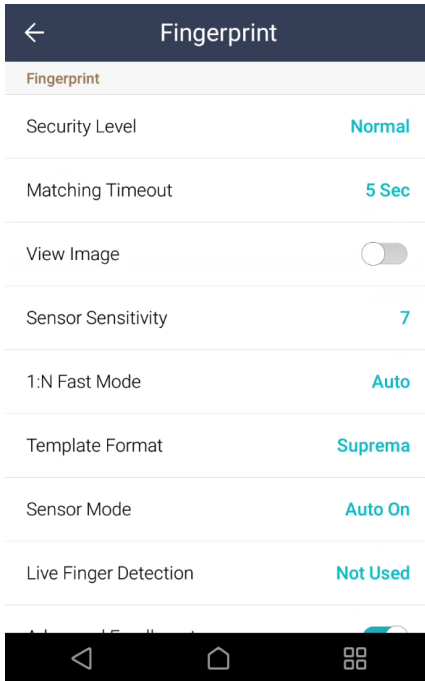 Fingerprint
Fingerprint
Security Level Normal
Matching Timeout 5 Sec
View Image
Sensor Sensitivity 7
1:N Fast Mode Auto
Template Format Suprema
Sensor Mode Auto On
Live Finger Detection Not Used